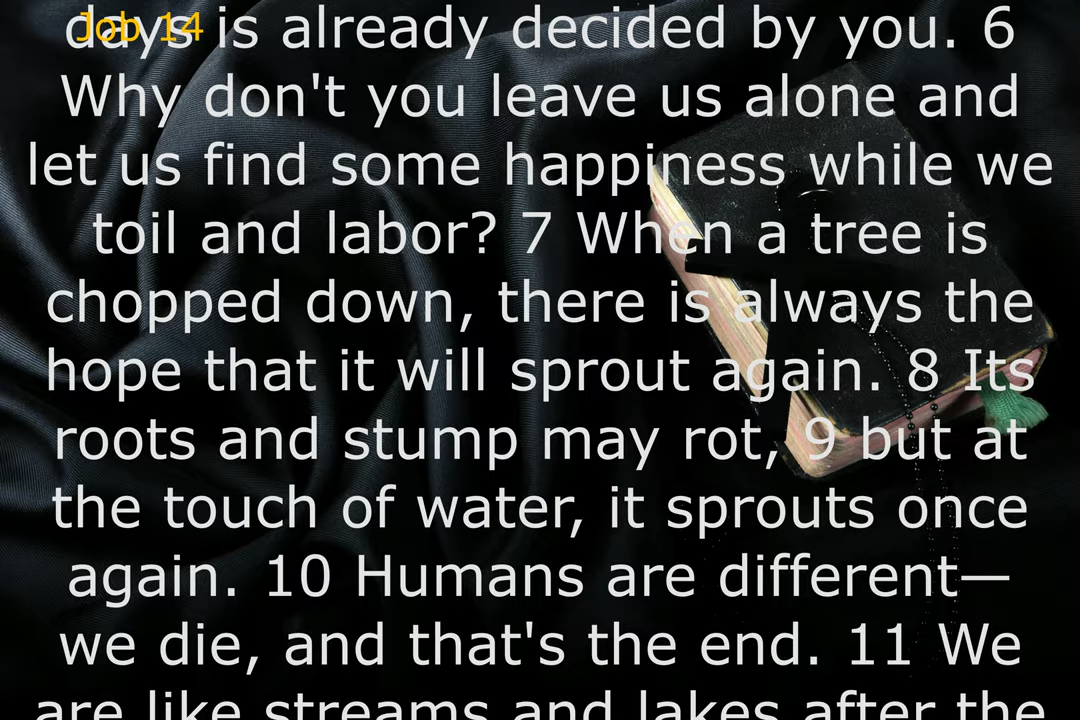 Job 14
days is already decided by you. 6
Why don't you leave us alone and
let us find some happiness while we
toil and labor? 7 When a tree is
chopped down, there is always the
hope that it will sprout again. 8 Its
roots and stump may rot, 9 but at
the touch of water, it sprouts once
again. 10 Humans are different—
we die, and that's the end. 11 We
are like streams and lakes after the